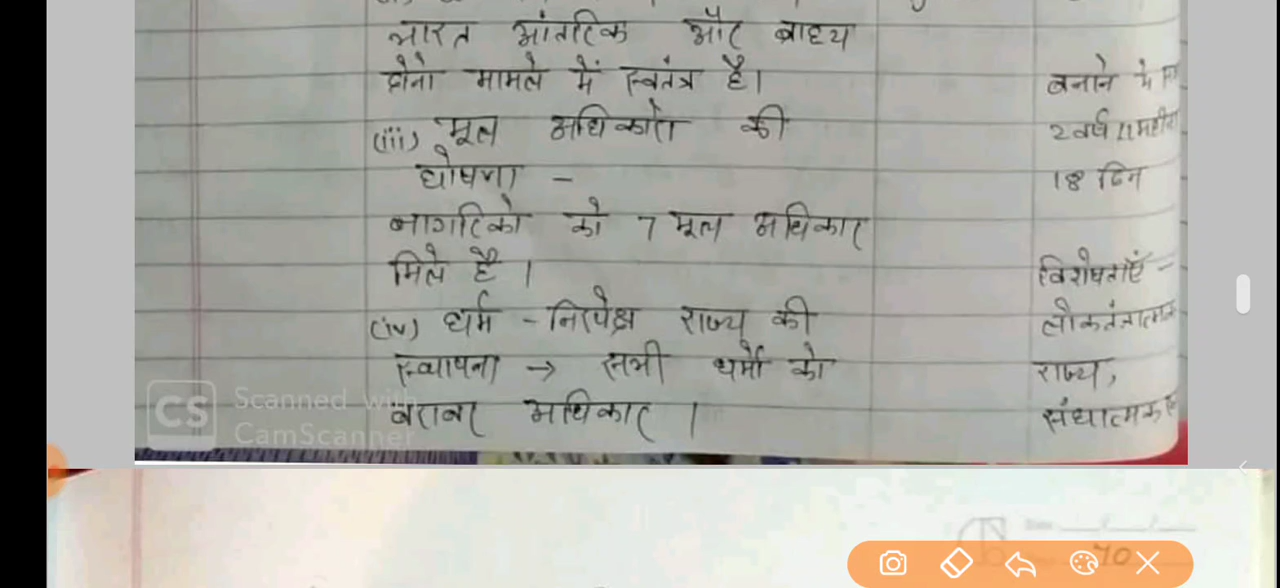 भारत आंतरिक और बाह्य
दोनो मामले में स्वतंत्र है।
(iii) मूल अधिकारो की
घोषणा -
नागरिको को 7 मूल अधिकार
मिले है ।
(iv) धर्म - निरपेक्ष राज्य की
स्थापना → सभी धर्मो को
बराबर अधिकार ।
बनाने मे
2 वर्ष 11
18 दिन
विशेषताएँ -
लोकतंत्रात्मक
राज्य,
संघात्मक
CS Scanned with
CamScanner